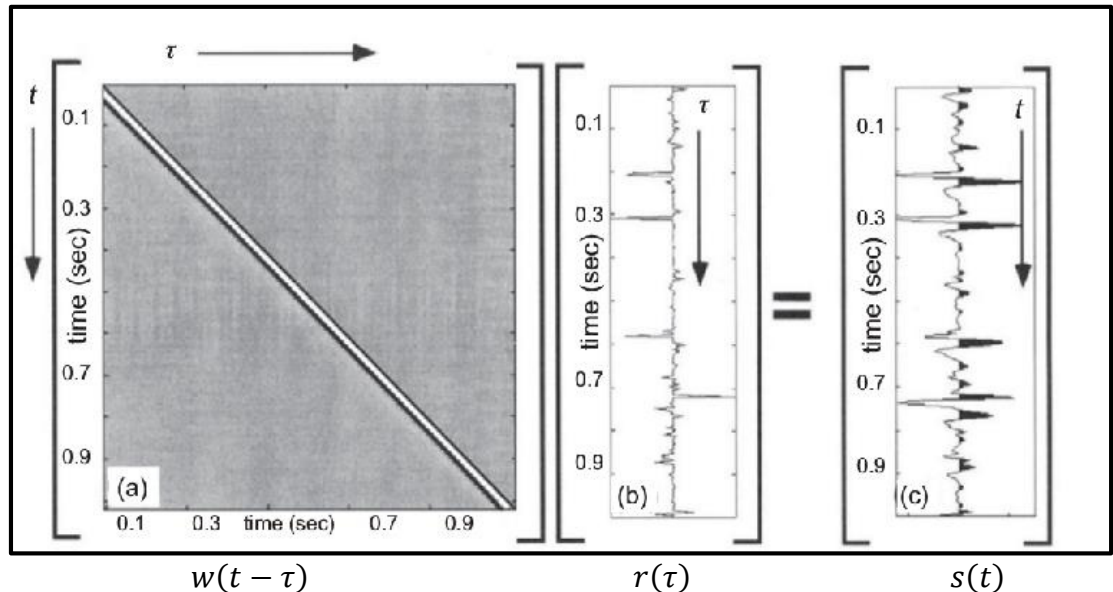 τ
t
0.1
0.3
time (sec)
0.7
0.9
(a)
0.1 0.3 time (sec) 0.7 0.9
τ
0.1
0.3
time (sec)
0.7
0.9
(b)
=
t
0.1
0.3
time (sec)
0.7
0.9
(c)
w(t − τ) r(τ) s(t)